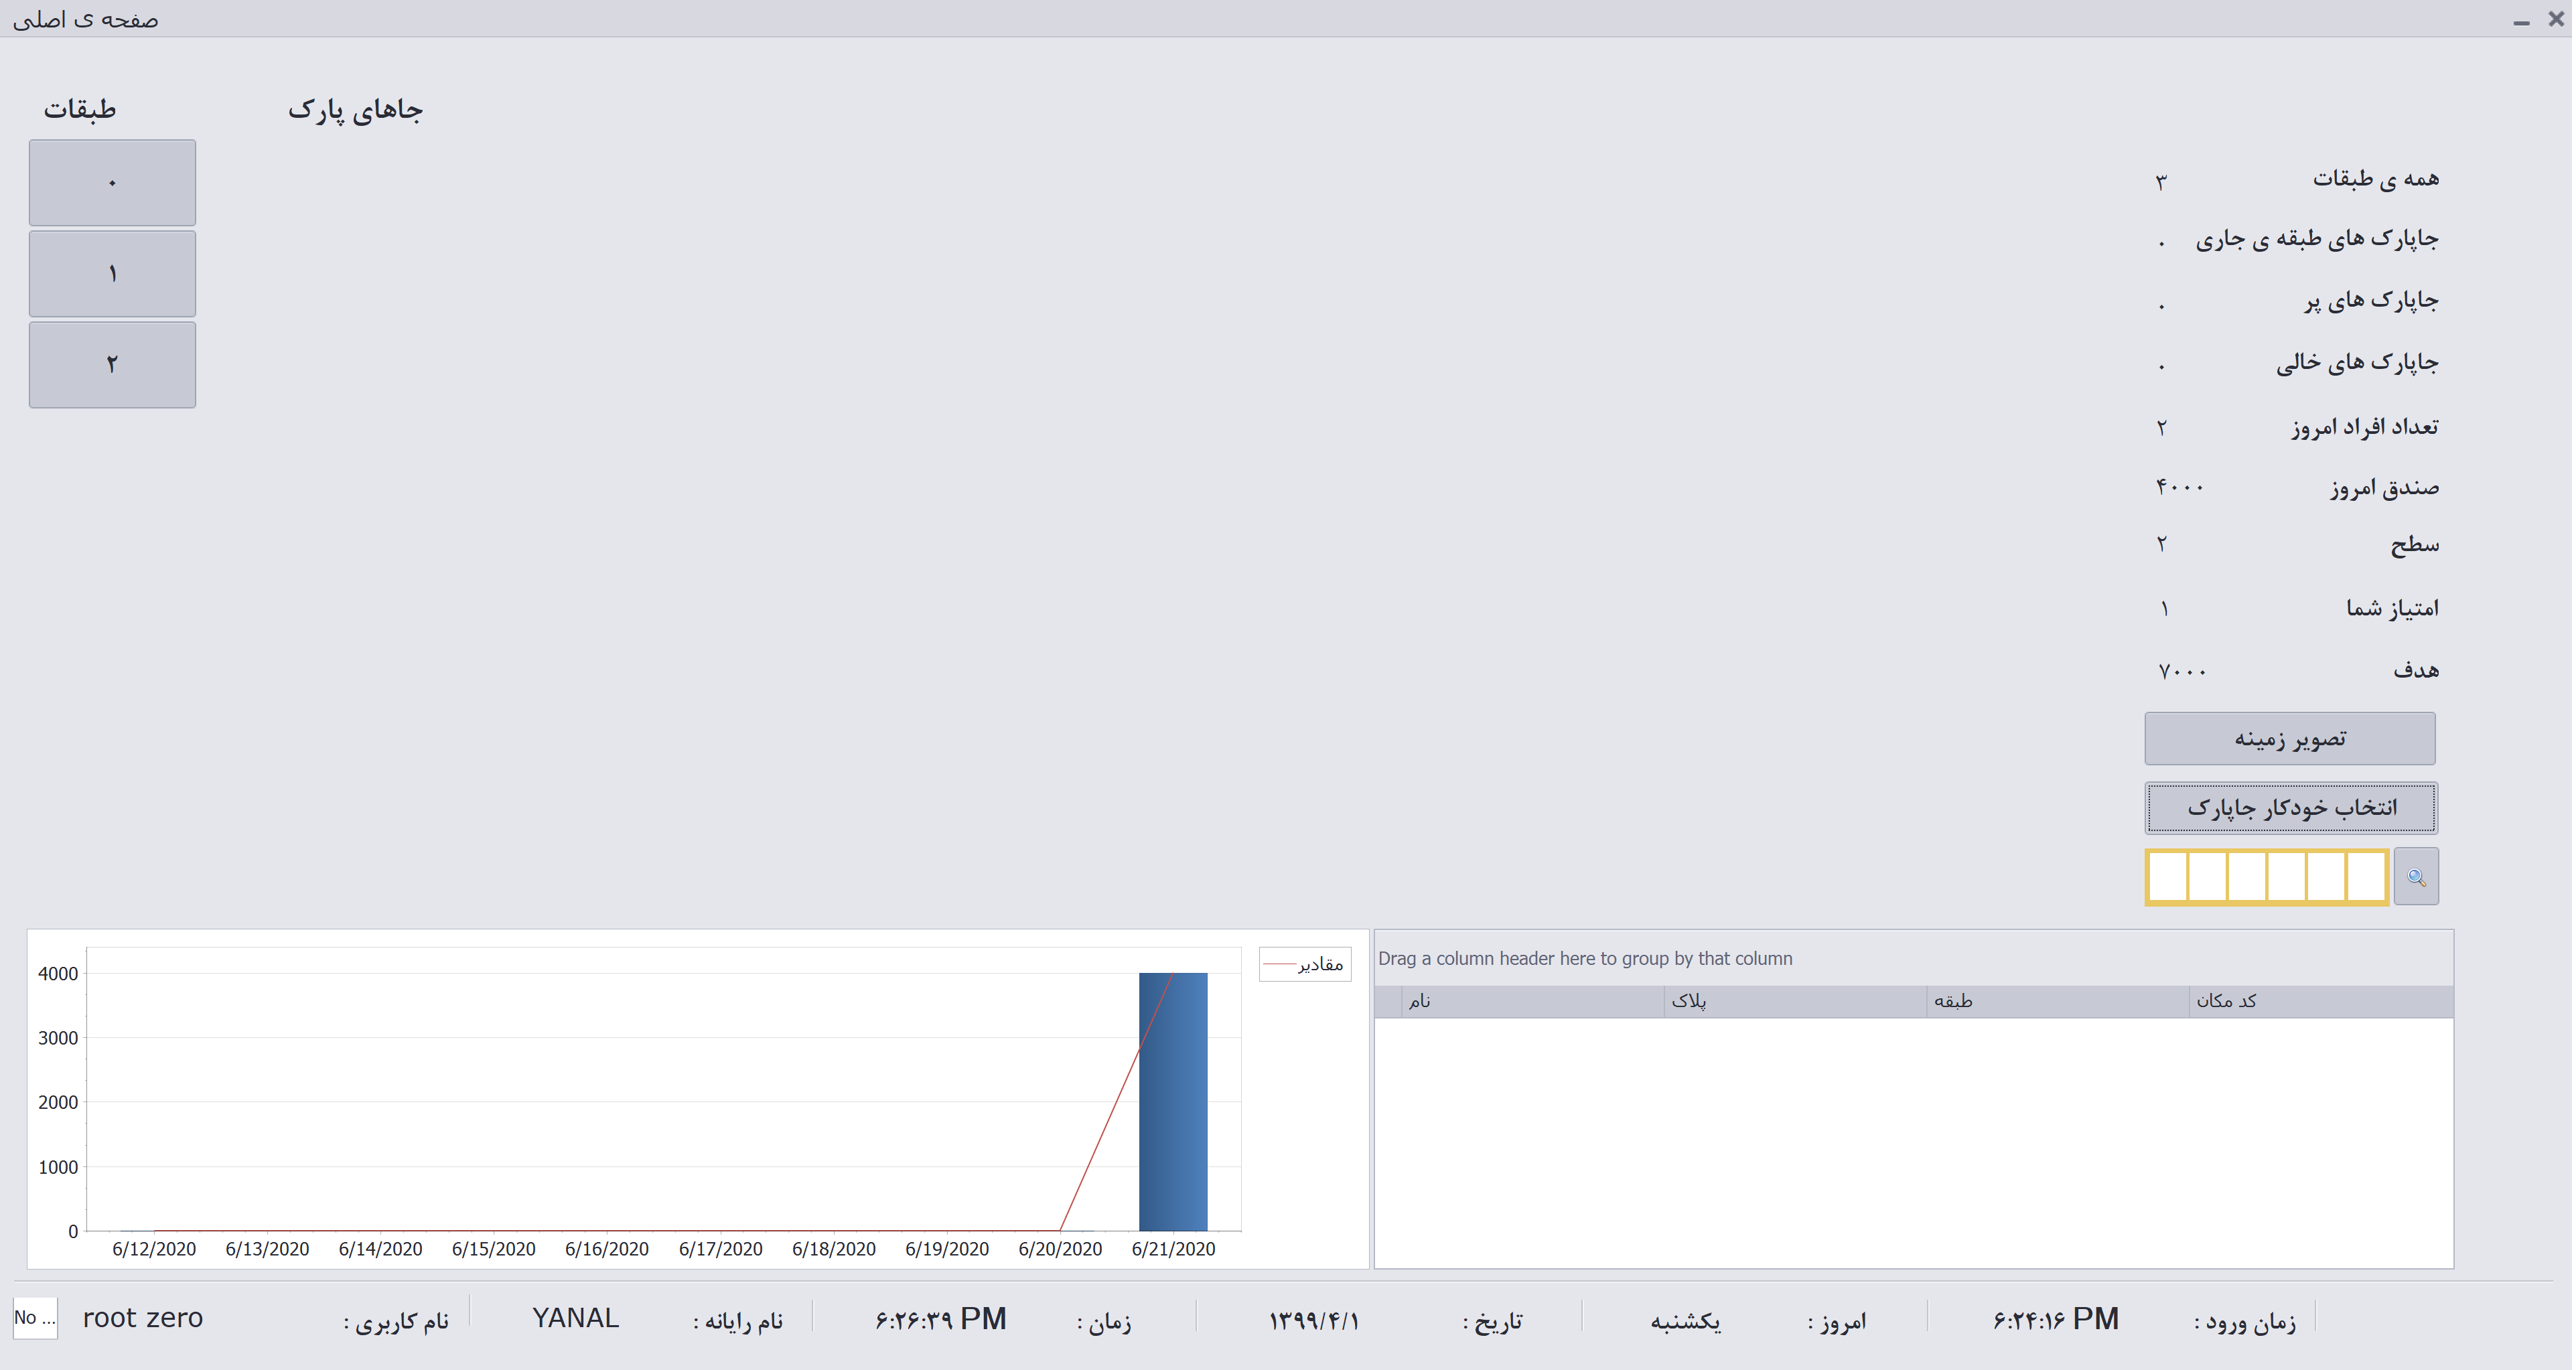 صفحه ی اصلی
طبقات
جاهای پارک
۰
۱
۲
همه ی طبقات ۳
جاپارک های طبقه ی جاری ۰
جاپارک های پر ۰
جاپارک های خالی ۰
تعداد افراد امروز ۲
صندق امروز ۴۰۰۰
سطح ۲
امتیاز شما ۱
هدف ۷۰۰۰
تصویر زمینه
انتخاب خودکار جاپارک
مقادیر
4000
3000
2000
1000
0
6/12/2020 6/13/2020 6/14/2020 6/15/2020 6/16/2020 6/17/2020 6/18/2020 6/19/2020 6/20/2020 6/21/2020
Drag a column header here to group by that column
نام پلاک طبقه کد مکان
زمان ورود : ۶:۲۴:۱۶ PM
امروز : یکشنبه
تاریخ : ۱۳۹۹/۴/۱
زمان : ۶:۲۶:۳۹ PM
نام رایانه : YANAL
نام کاربری : root zero
No ...